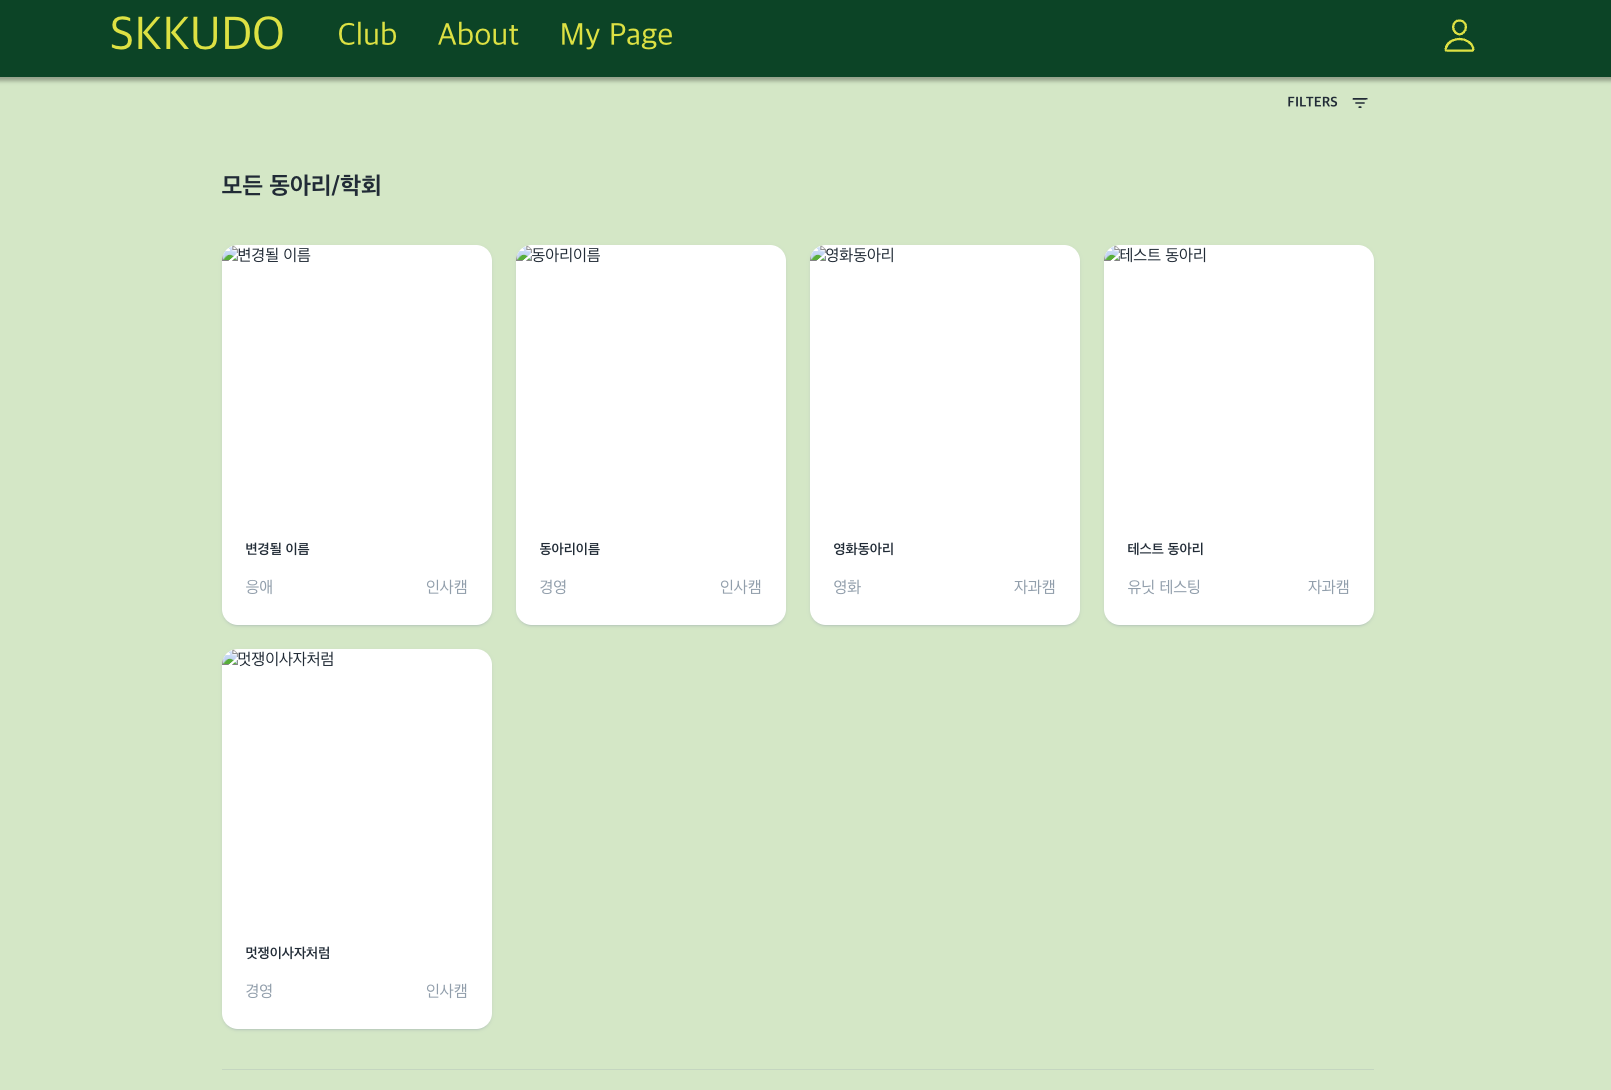 SKKUDO Club About My Page
FILTERS
모든 동아리/학회
변경될 이름 동아리이름 영화동아리 테스트 동아리
변경될 이름 동아리이름 영화동아리 테스트 동아리
응애 인사캠 경영 인사캠 영화 자과캠 유닛 테스팅 자과캠
멋쟁이사자처럼
멋쟁이사자처럼
경영 인사캠